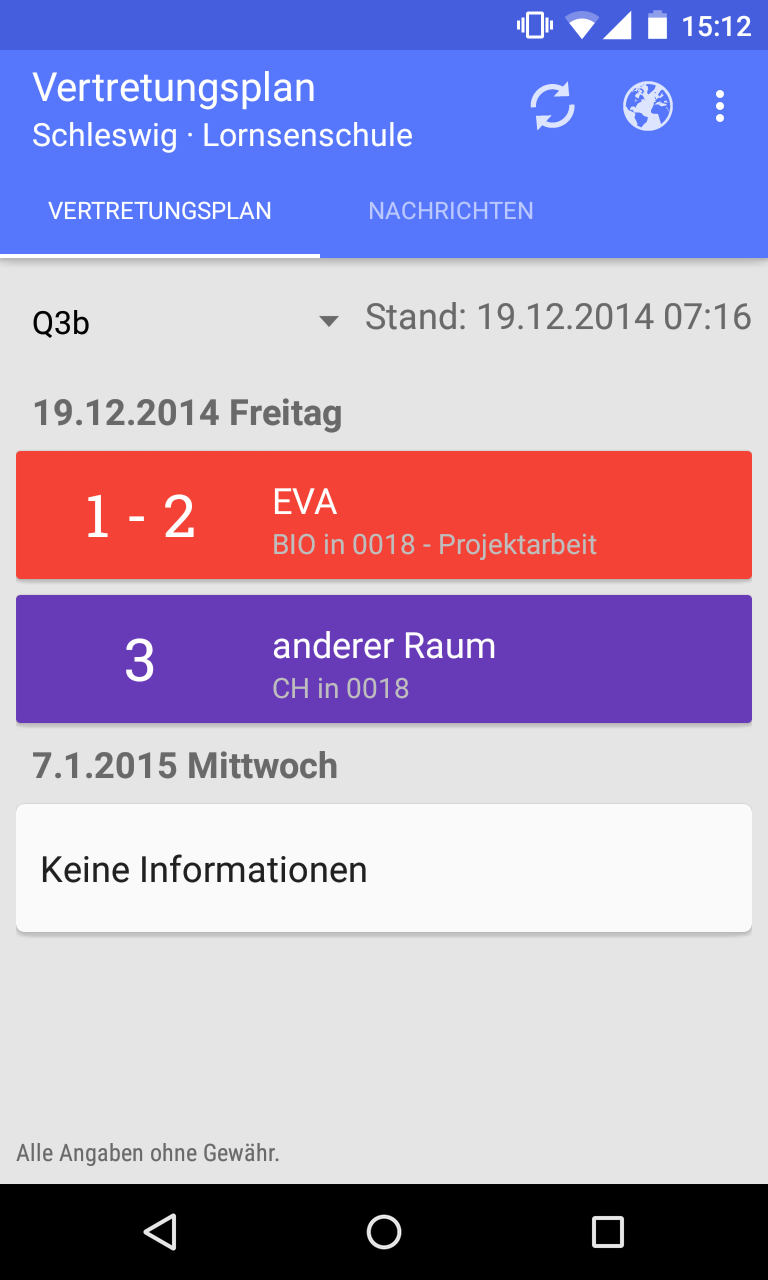 15:12
Vertretungsplan
Schleswig · Lornsenschule
VERTRETUNGSPLAN NACHRICHTEN
Q3b Stand: 19.12.2014 07:16
19.12.2014 Freitag
1 - 2 EVA
BIO in 0018 - Projektarbeit
3 anderer Raum
CH in 0018
7.1.2015 Mittwoch
Keine Informationen
Alle Angaben ohne Gewähr.